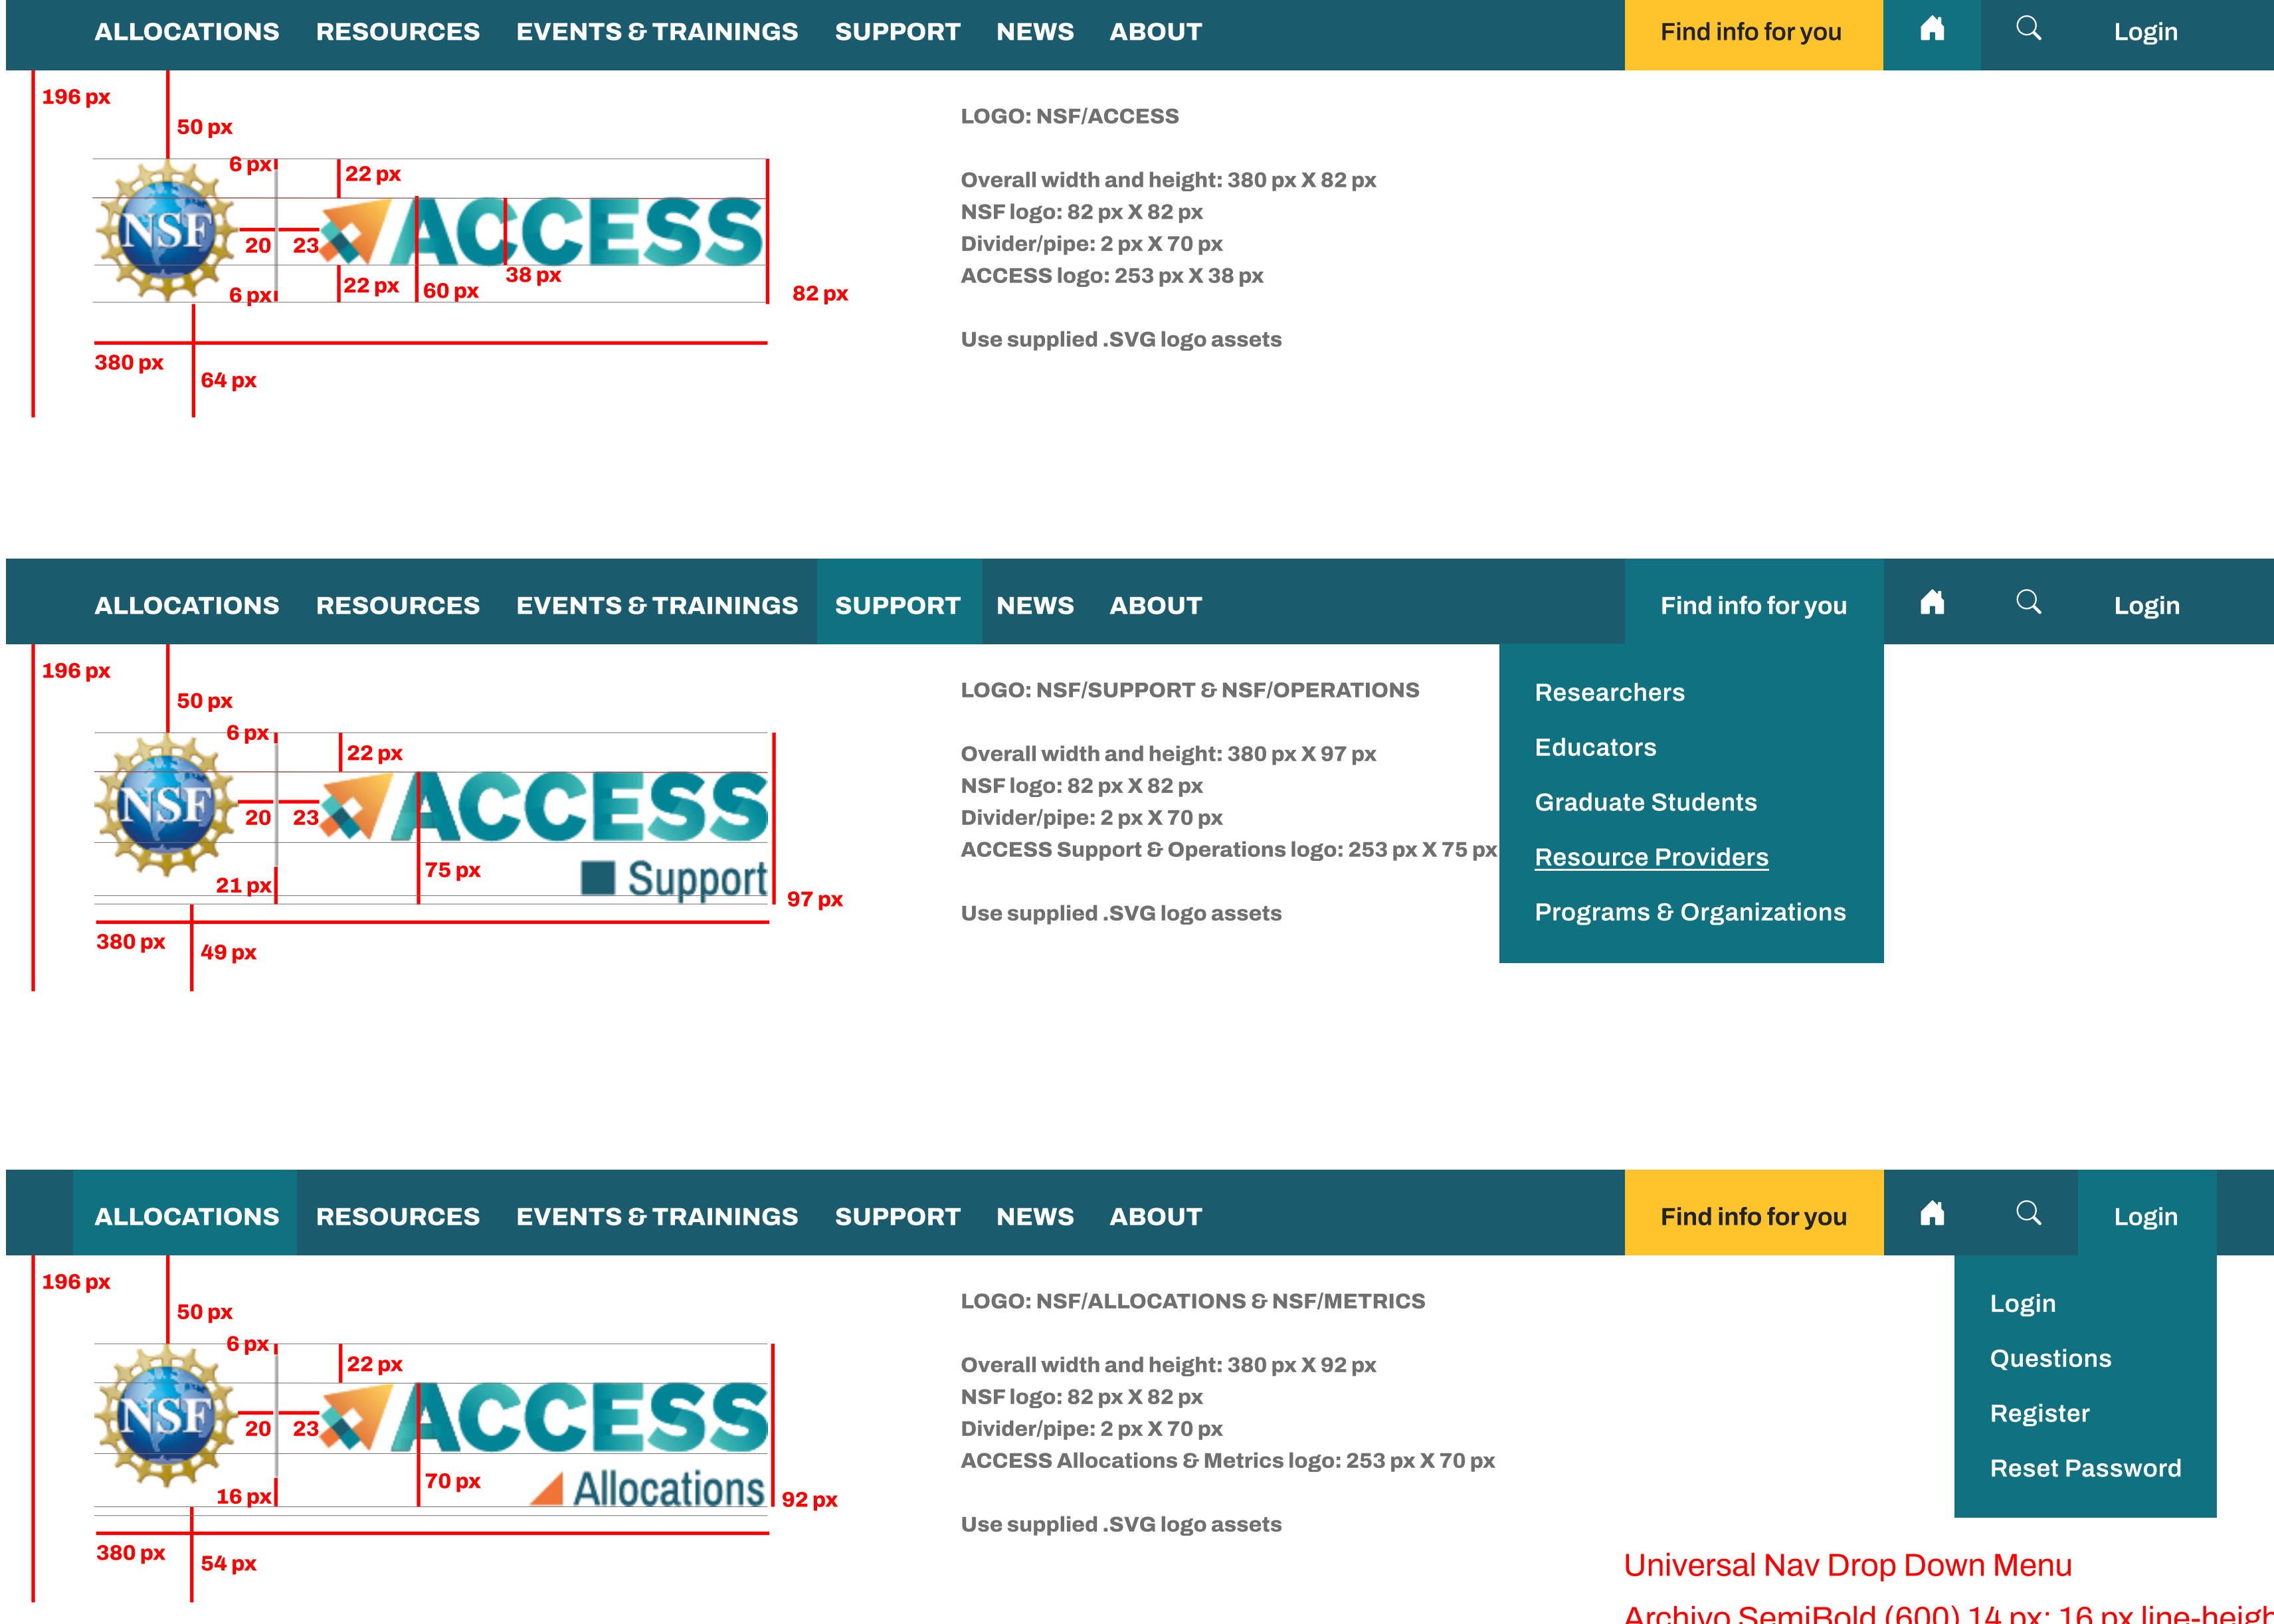 ALLOCATIONS RESOURCES EVENTS & TRAININGS SUPPORT NEWS ABOUT Find info for you Login
196 px
50 px
LOGO: NSF/ACCESS
6 px
22 px
Overall width and height: 380 px X 82 px
NSF logo: 82 px X 82 px
NSF ACCESS
20 23
Divider/pipe: 2 px X 70 px
38 px
ACCESS logo: 253 px X 38 px
6 px 22 px 60 px 82 px
Use supplied .SVG logo assets
380 px
64 px
ALLOCATIONS RESOURCES EVENTS & TRAININGS SUPPORT NEWS ABOUT Find info for you Login
196 px
50 px
LOGO: NSF/SUPPORT & NSF/OPERATIONS
6 px
22 px
Overall width and height: 380 px X 97 px
NSF logo: 82 px X 82 px
NSF ACCESS
20 23
Divider/pipe: 2 px X 70 px
ACCESS Support & Operations logo: 253 px X 75 px
75 px
Support
21 px
97 px
Use supplied .SVG logo assets
380 px
49 px
Researchers
Educators
Graduate Students
Resource Providers
Programs & Organizations
ALLOCATIONS RESOURCES EVENTS & TRAININGS SUPPORT NEWS ABOUT Find info for you Login
196 px
50 px
LOGO: NSF/ALLOCATIONS & NSF/METRICS
6 px
22 px
Overall width and height: 380 px X 92 px
NSF logo: 82 px X 82 px
NSF ACCESS
20 23
Divider/pipe: 2 px X 70 px
ACCESS Allocations & Metrics logo: 253 px X 70 px
70 px
Allocations
16 px
92 px
Use supplied .SVG logo assets
380 px
54 px
Login
Questions
Register
Reset Password
Universal Nav Drop Down Menu
Archivo SemiBold (600) 14 px; 16 px line-heigh